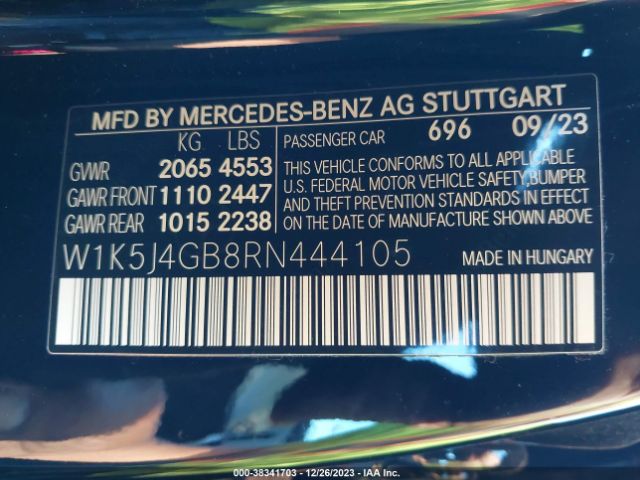 MFD BY MERCEDES-BENZ AG STUTTGART
KG LBS
GVWR 2065 4553
GAWR FRONT 1110 2447
GAWR REAR 1015 2238
PASSENGER CAR 696 09/23
THIS VEHICLE CONFORMS TO ALL APPLICABLE
U.S. FEDERAL MOTOR VEHICLE SAFETY, BUMPER
AND THEFT PREVENTION STANDARDS IN EFFECT
ON THE DATE OF MANUFACTURE SHOWN ABOVE
W1K5J4GB8RN444105 MADE IN HUNGARY
000-38341703 - 12/26/2023 - IAA Inc.